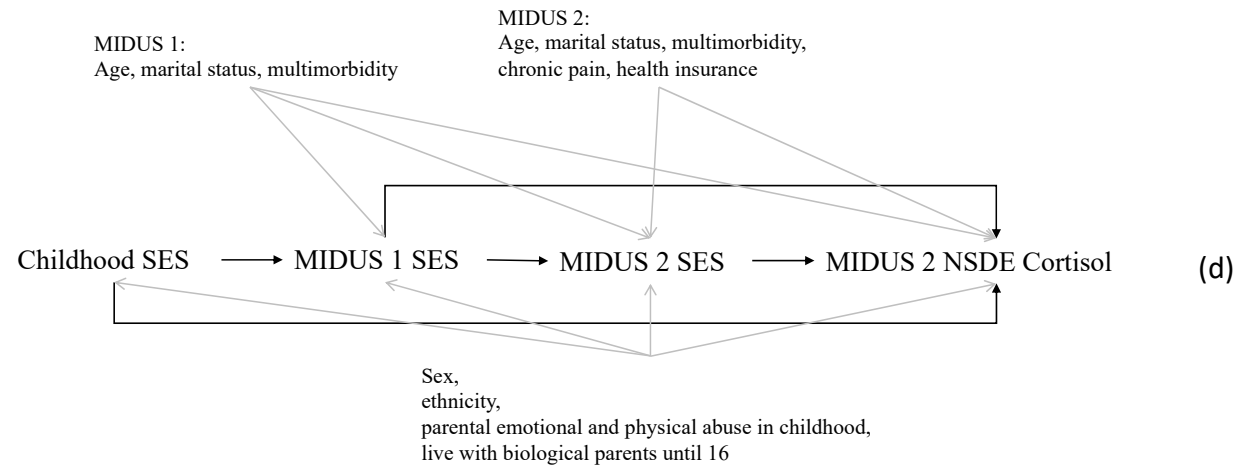 MIDUS 1:
Age, marital status, multimorbidity
MIDUS 2:
Age, marital status, multimorbidity,
chronic pain, health insurance
Childhood SES
MIDUS 1 SES
MIDUS 2 SES
MIDUS 2 NSDE Cortisol
(d)
Sex,
ethnicity,
parental emotional and physical abuse in childhood,
live with biological parents until 16